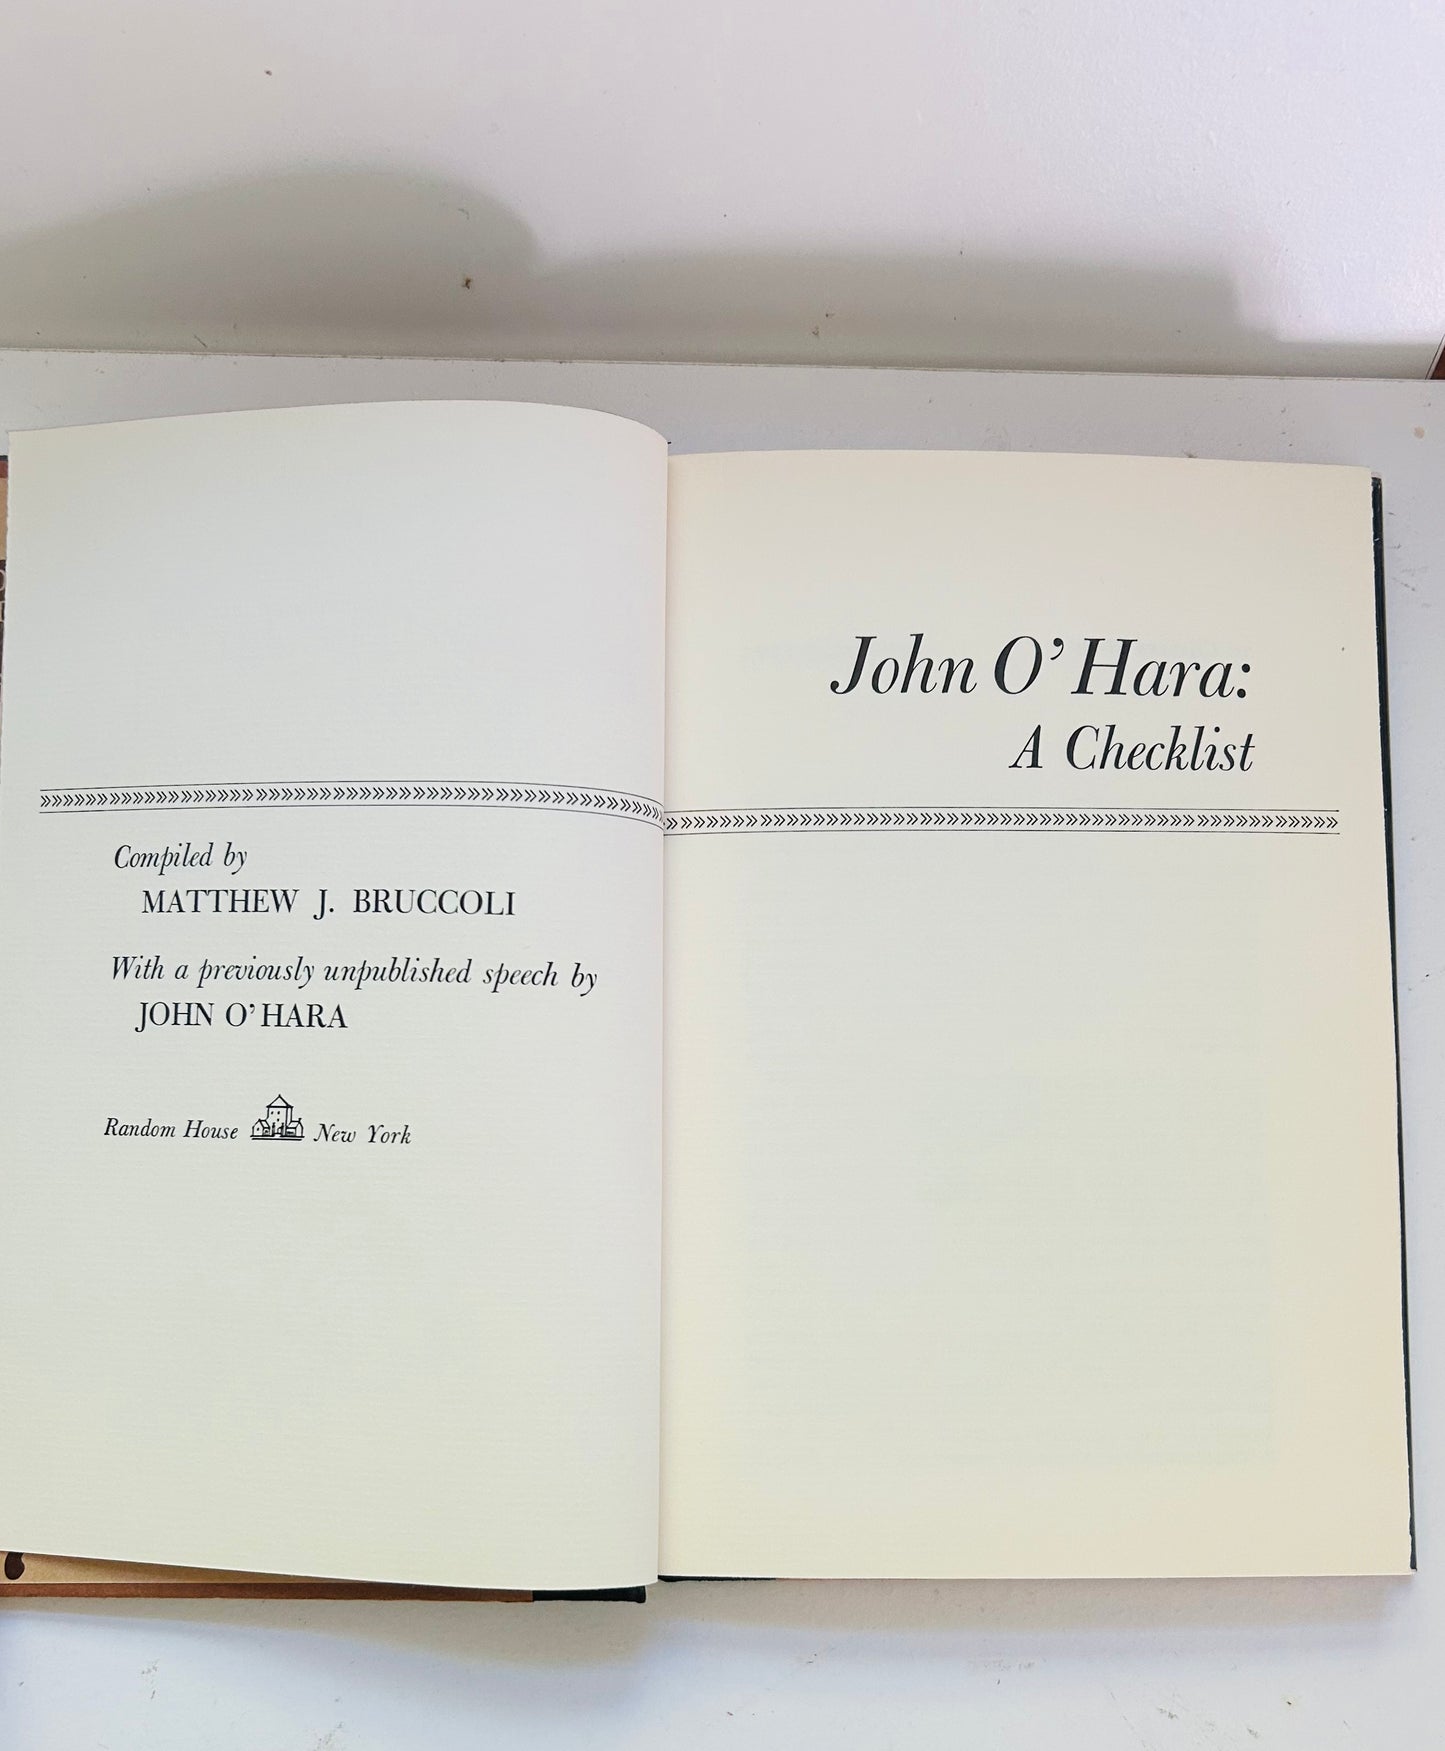 Compiled by
MATTHEW J. BRUCCOLI
With a previously unpublished speech by
JOHN O'HARA
Random House New York
John O'Hara:
A Checklist